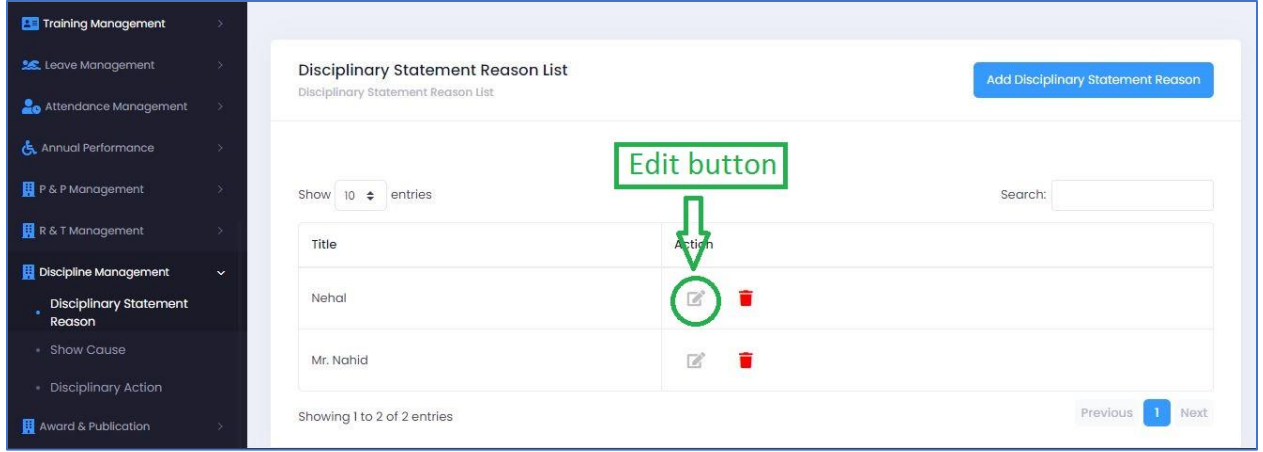 Training Management
Leave Management
Attendance Management
Annual Performance
P & P Management
R & T Management
Discipline Management
Disciplinary Statement
Reason
Show Cause
Disciplinary Action
Award & Publication
Disciplinary Statement Reason List
Disciplinary Statement Reason List
Add Disciplinary Statement Reason
Edit button
Show 10 entries
Search:
Title
Action
Nehal
Mr. Nahid
Showing 1 to 2 of 2 entries
Previous 1 Next